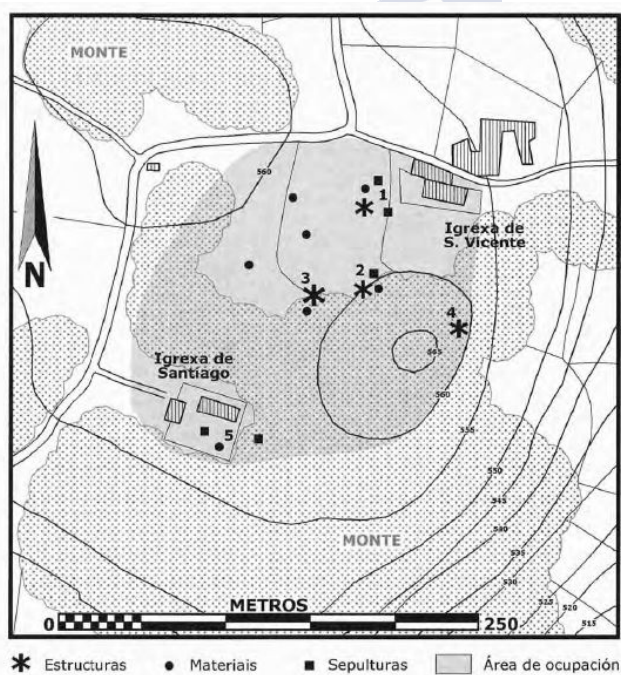 MONTE
560
1
Igrexa de
S. Vicente
N
2
3
4
565
560
Igrexa de
Santiago
555
5
550
545
540
535
MONTE
530
525
520
515
METROS
0
250
Estructuras
Materiais
Sepulturas
Área de ocupación